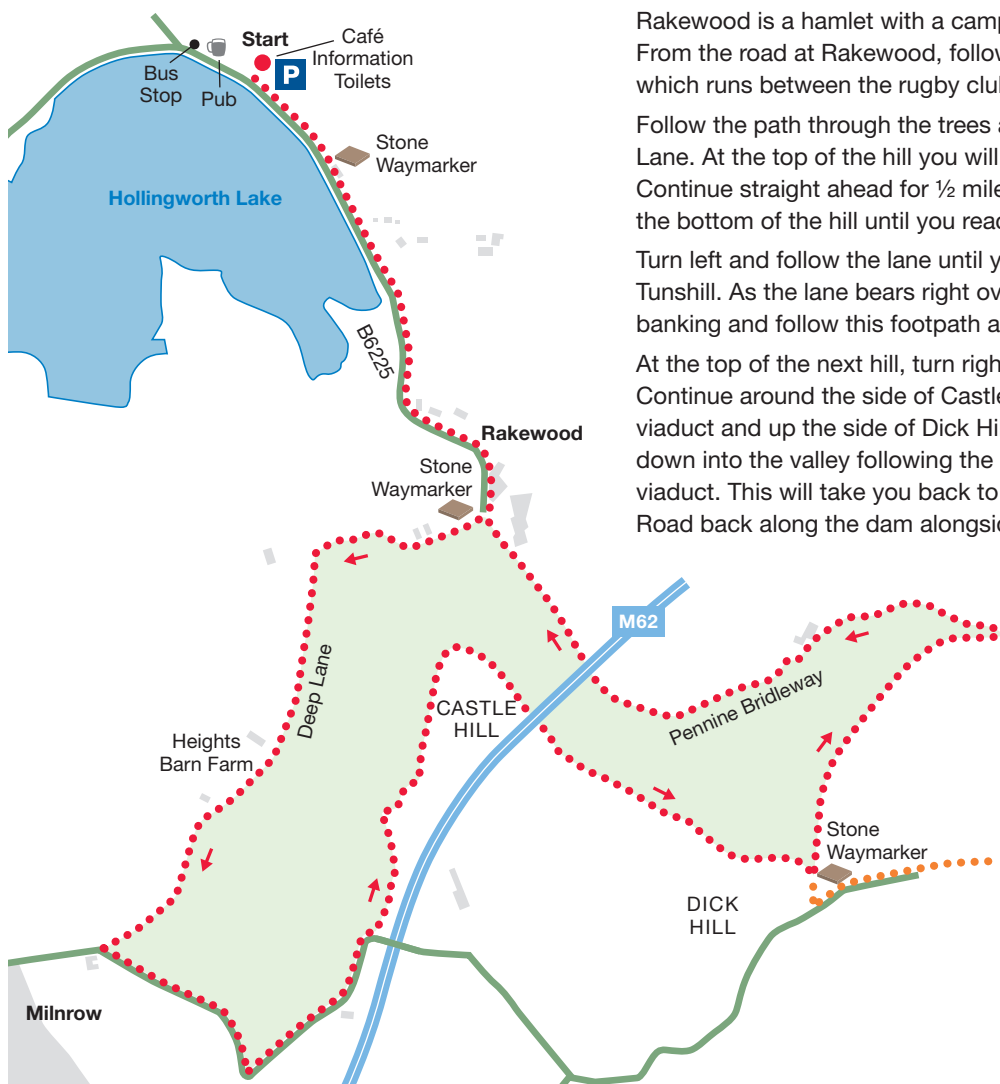 Start
Café
Information
Toilets
P
Bus
Stop
Pub
Stone
Waymarker
Hollingworth Lake
B6225
Rakewood
Stone
Waymarker
M62
Deep Lane
CASTLE
HILL
Pennine Bridleway
Heights
Barn Farm
Stone
Waymarker
DICK
HILL
Milnrow
Rakewood is a hamlet with a camp
From the road at Rakewood, follow
which runs between the rugby clu
Follow the path through the trees a
Lane. At the top of the hill you will
Continue straight ahead for ½ mile
the bottom of the hill until you read
Turn left and follow the lane until y
Tunshill. As the lane bears right ov
banking and follow this footpath a
At the top of the next hill, turn righ
Continue around the side of Castle
viaduct and up the side of Dick Hi
down into the valley following the
viaduct. This will take you back to
Road back along the dam alongsid